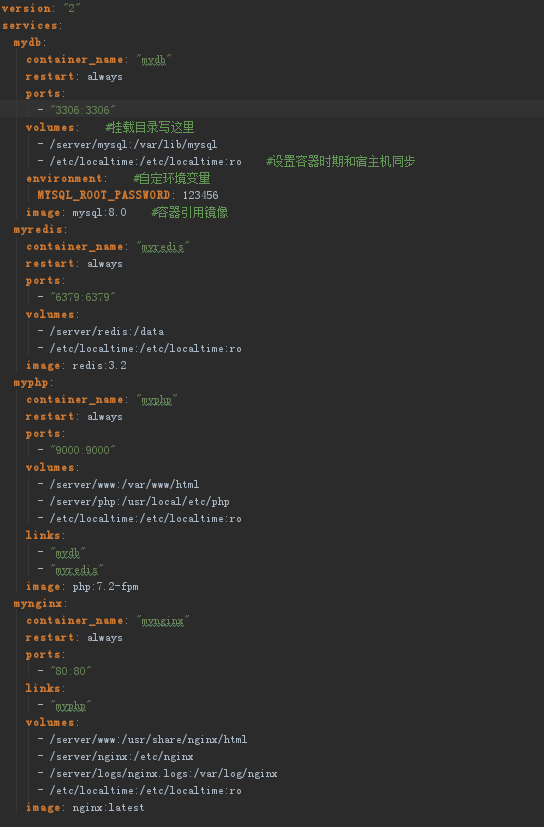 version: "2"
services:
  mydb:
    container_name: "mydb"
    restart: always
    ports:
      - "3306:3306"
    volumes:    #挂载目录写这里
      - /server/mysql:/var/lib/mysql
      - /etc/localtime:/etc/localtime:ro    #设置容器时期和宿主机同步
    environment:    #自定环境变量
      MYSQL_ROOT_PASSWORD: 123456
    image: mysql:8.0    #容器引用镜像
  myredis:
    container_name: "myredis"
    restart: always
    ports:
      - "6379:6379"
    volumes:
      - /server/redis:/data
      - /etc/localtime:/etc/localtime:ro
    image: redis:3.2
  myphp:
    container_name: "myphp"
    restart: always
    ports:
      - "9000:9000"
    volumes:
      - /server/www:/var/www/html
      - /server/php:/usr/local/etc/php
      - /etc/localtime:/etc/localtime:ro
    links:
      - "mydb"
      - "myredis"
    image: php:7.2-fpm
  mynginx:
    container_name: "mynginx"
    restart: always
    ports:
      - "80:80"
    links:
      - "myphp"
    volumes:
      - /server/www:/usr/share/nginx/html
      - /server/nginx:/etc/nginx
      - /server/logs/nginx.logs:/var/log/nginx
      - /etc/localtime:/etc/localtime:ro
    image: nginx:latest